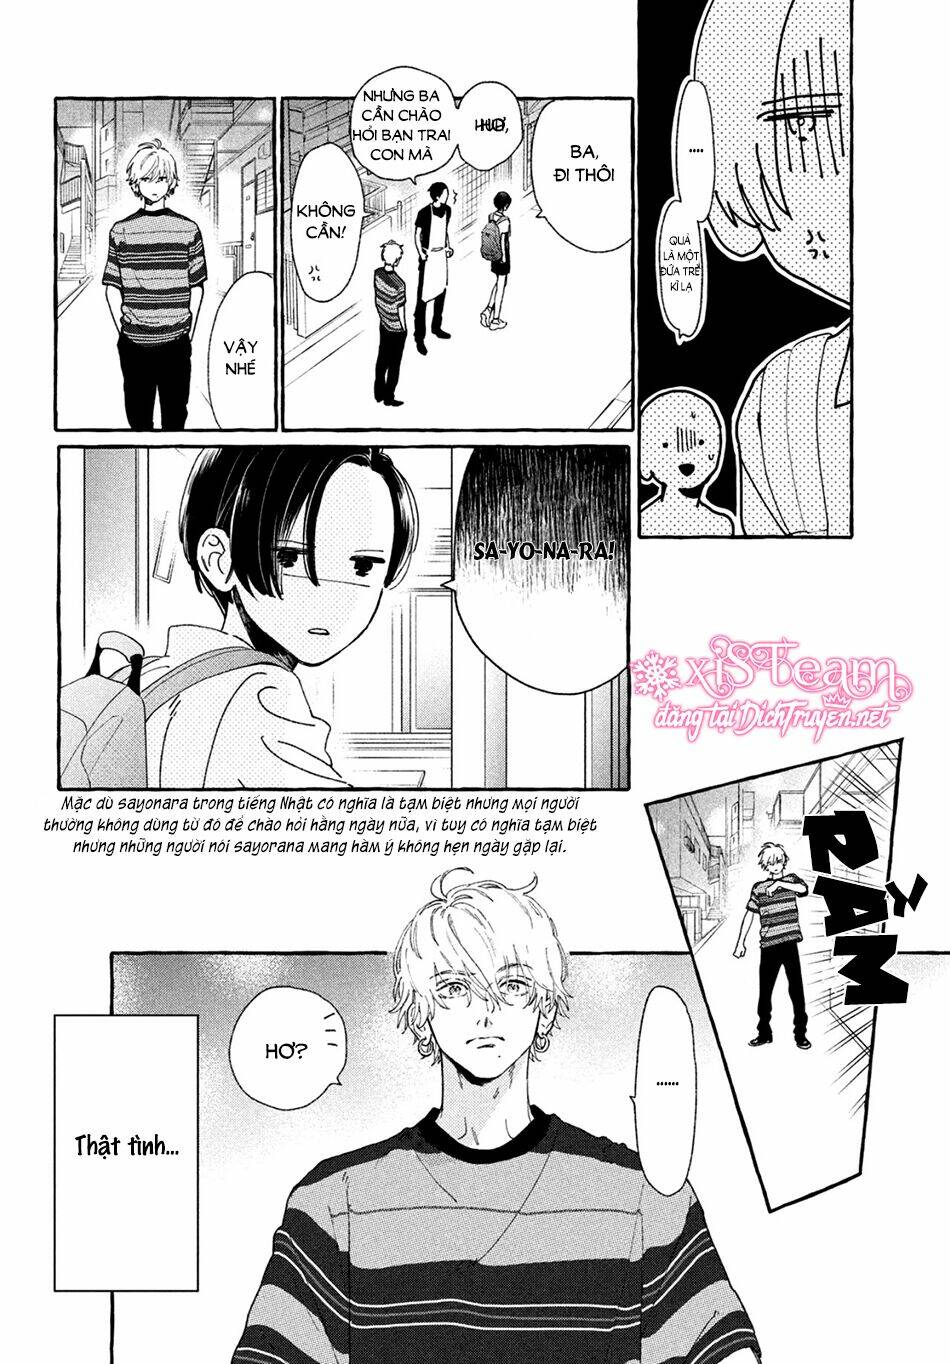 .....
QUẢ
LÀ MỘT
ĐỨA TRẺ
KÌ LẠ
BA,
ĐI THÔI
NHƯNG BA
CẦN CHÀO
HỎI BẠN TRAI
CON MÀ
KHÔNG
CẦN!
VẬY
NHÉ
SA-YO-NA-RA!
Mặc dù sayonara trong tiếng Nhật có nghĩa là tạm biệt nhưng mọi người
thường không dùng từ đó để chào hỏi hằng ngày nữa, vì tuy có nghĩa tạm biệt
nhưng những người nói sayorana mang hàm ý không hẹn ngày gặp lại.
xiSTeam
đăng tại DichTruyen.net
RẦM
......
HƠ?
Thật tình...